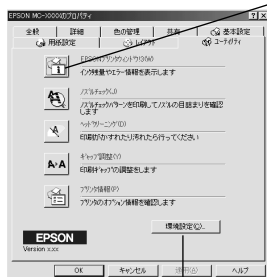 EPSON MC-XXXXのプロパティ
全般
詳細
色の管理
共有
基本設定
用紙設定
レイアウト
ユーティリティ
EPSONプリンタウィンドウ!3(W)
インク残量やエラー情報を表示します
ノズルチェック(J)
ノズルチェックパターンを印刷してノズルの目詰まりを確認します
ヘッドクリーニング(D)
印刷がかすれたり汚れたら行ってください
ギャップ調整(Y)
印刷ギャップの調整をします
プリンタ情報(P)
プリンタのオプション情報を確認します
環境設定(C)...
EPSON
Version x.xx
OK
キャンセル
適用(A)
ヘルプ